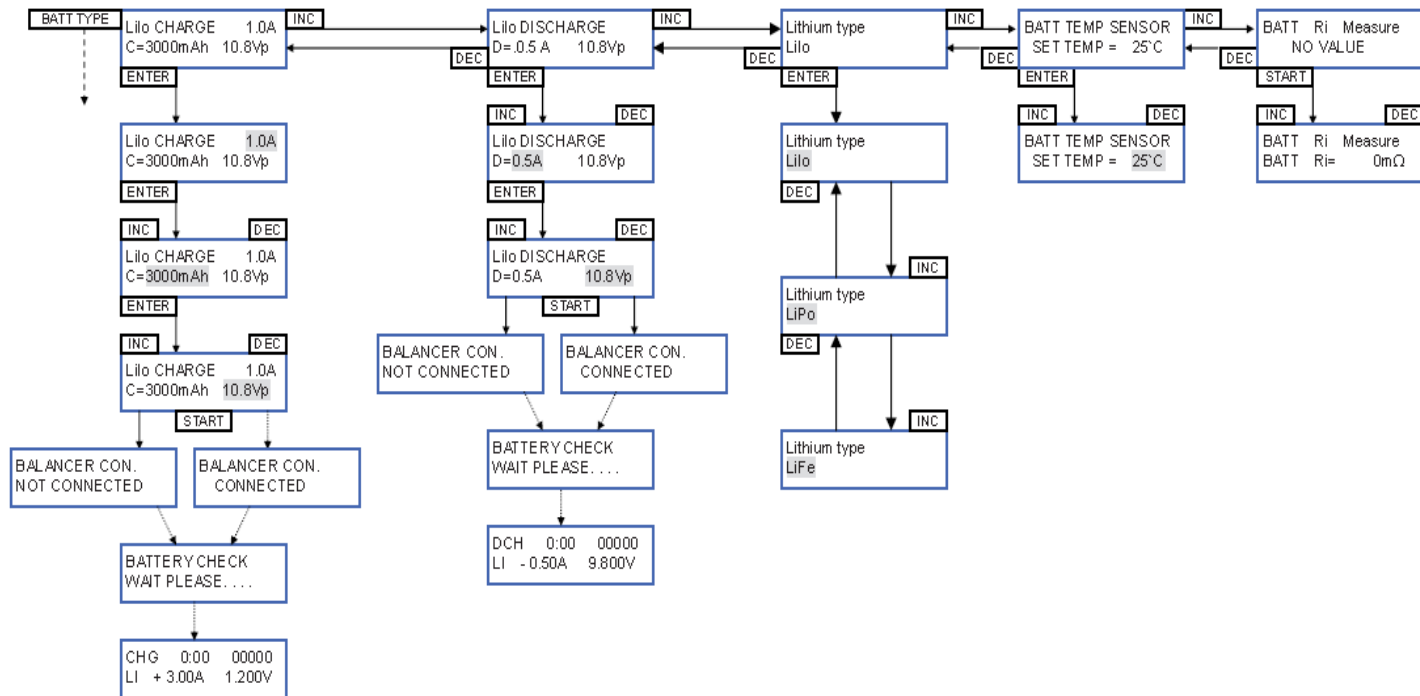 BATT TYPE
LiIo CHARGE 1.0A
C=3000mAh 10.8Vp
INC
ENTER
LiIo DISCHARGE
D=.0.5 A 10.8Vp
INC
DEC
ENTER
Lithium type
LiIo
INC
DEC
ENTER
BATT TEMP SENSOR
SET TEMP = 25`C
INC
DEC
ENTER
BATT Ri Measure
NO VALUE
DEC
START
LiIo CHARGE 1.0A
C=3000mAh 10.8Vp
ENTER
INC DEC
LiIo DISCHARGE
D=0.5A 10.8Vp
ENTER
Lithium type
LiIo
DEC
INC DEC
BATT TEMP SENSOR
SET TEMP = 25`C
INC DEC
BATT Ri Measure
BATT Ri= 0mΩ
INC DEC
LiIo CHARGE 1.0A
C=3000mAh 10.8Vp
ENTER
INC DEC
LiIo DISCHARGE
D=0.5A 10.8Vp
START
INC
Lithium type
LiPo
DEC
INC DEC
LiIo CHARGE 1.0A
C=3000mAh 10.8Vp
START
BALANCER CON.
NOT CONNECTED
BALANCER CON.
CONNECTED
INC
Lithium type
LiFe
BALANCER CON.
NOT CONNECTED
BALANCER CON.
CONNECTED
BATTERY CHECK
WAIT PLEASE. . . .
BATTERY CHECK
WAIT PLEASE. . . .
DCH 0:00 00000
LI - 0.50A 9.800V
CHG 0:00 00000
LI + 3.00A 1.200V